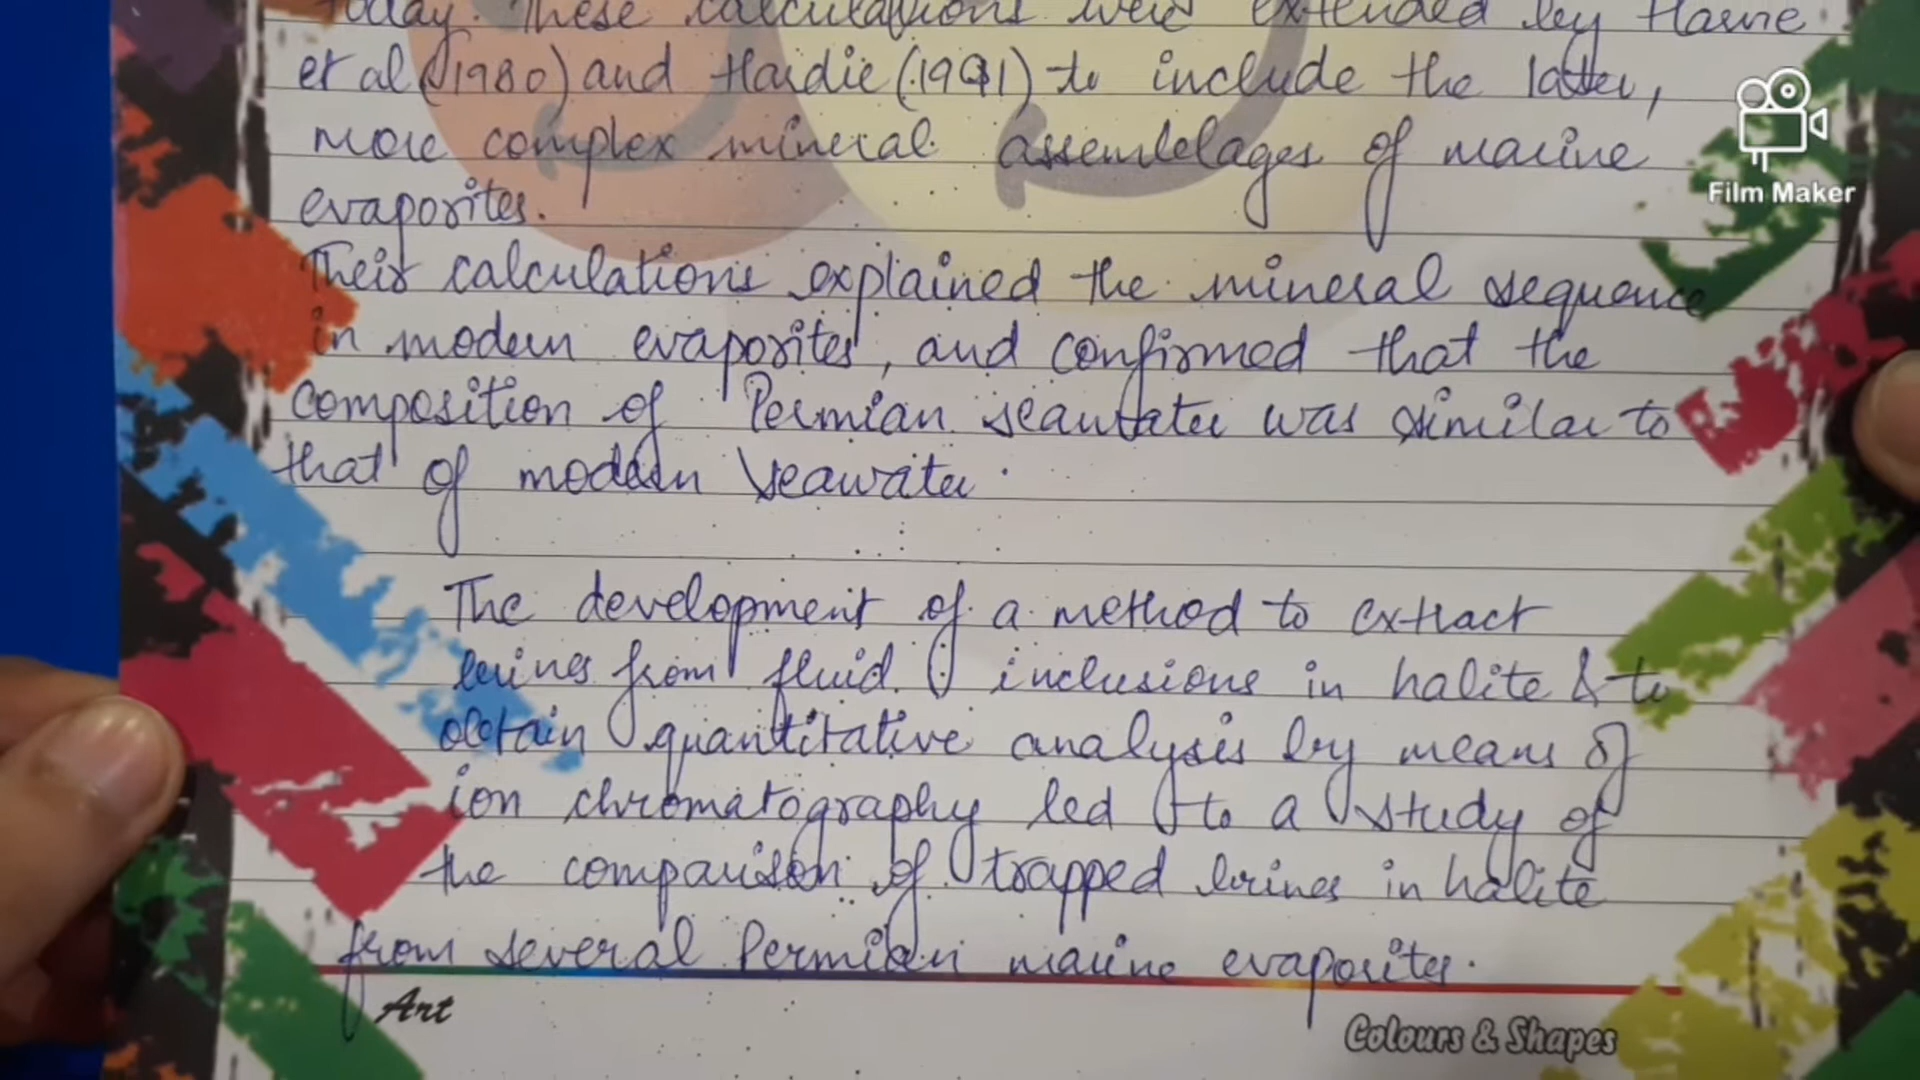 today. These calculations were extended by Harvie
et al (1980) and Hardie (1991) to include the later,
more complex mineral assemblages of marine
evaporites.
Their calculations explained the mineral sequence
in modern evaporites, and confirmed that the
composition of Permian seawater was similar to
that of modern seawater.
The development of a method to extract
brines from fluid inclusions in halite & to
obtain quantitative analysis by means of
ion chromatography led to a study of
the comparison of trapped brines in halite
from several Permian marine evaporites.
Art
Colours & Shapes
Film Maker